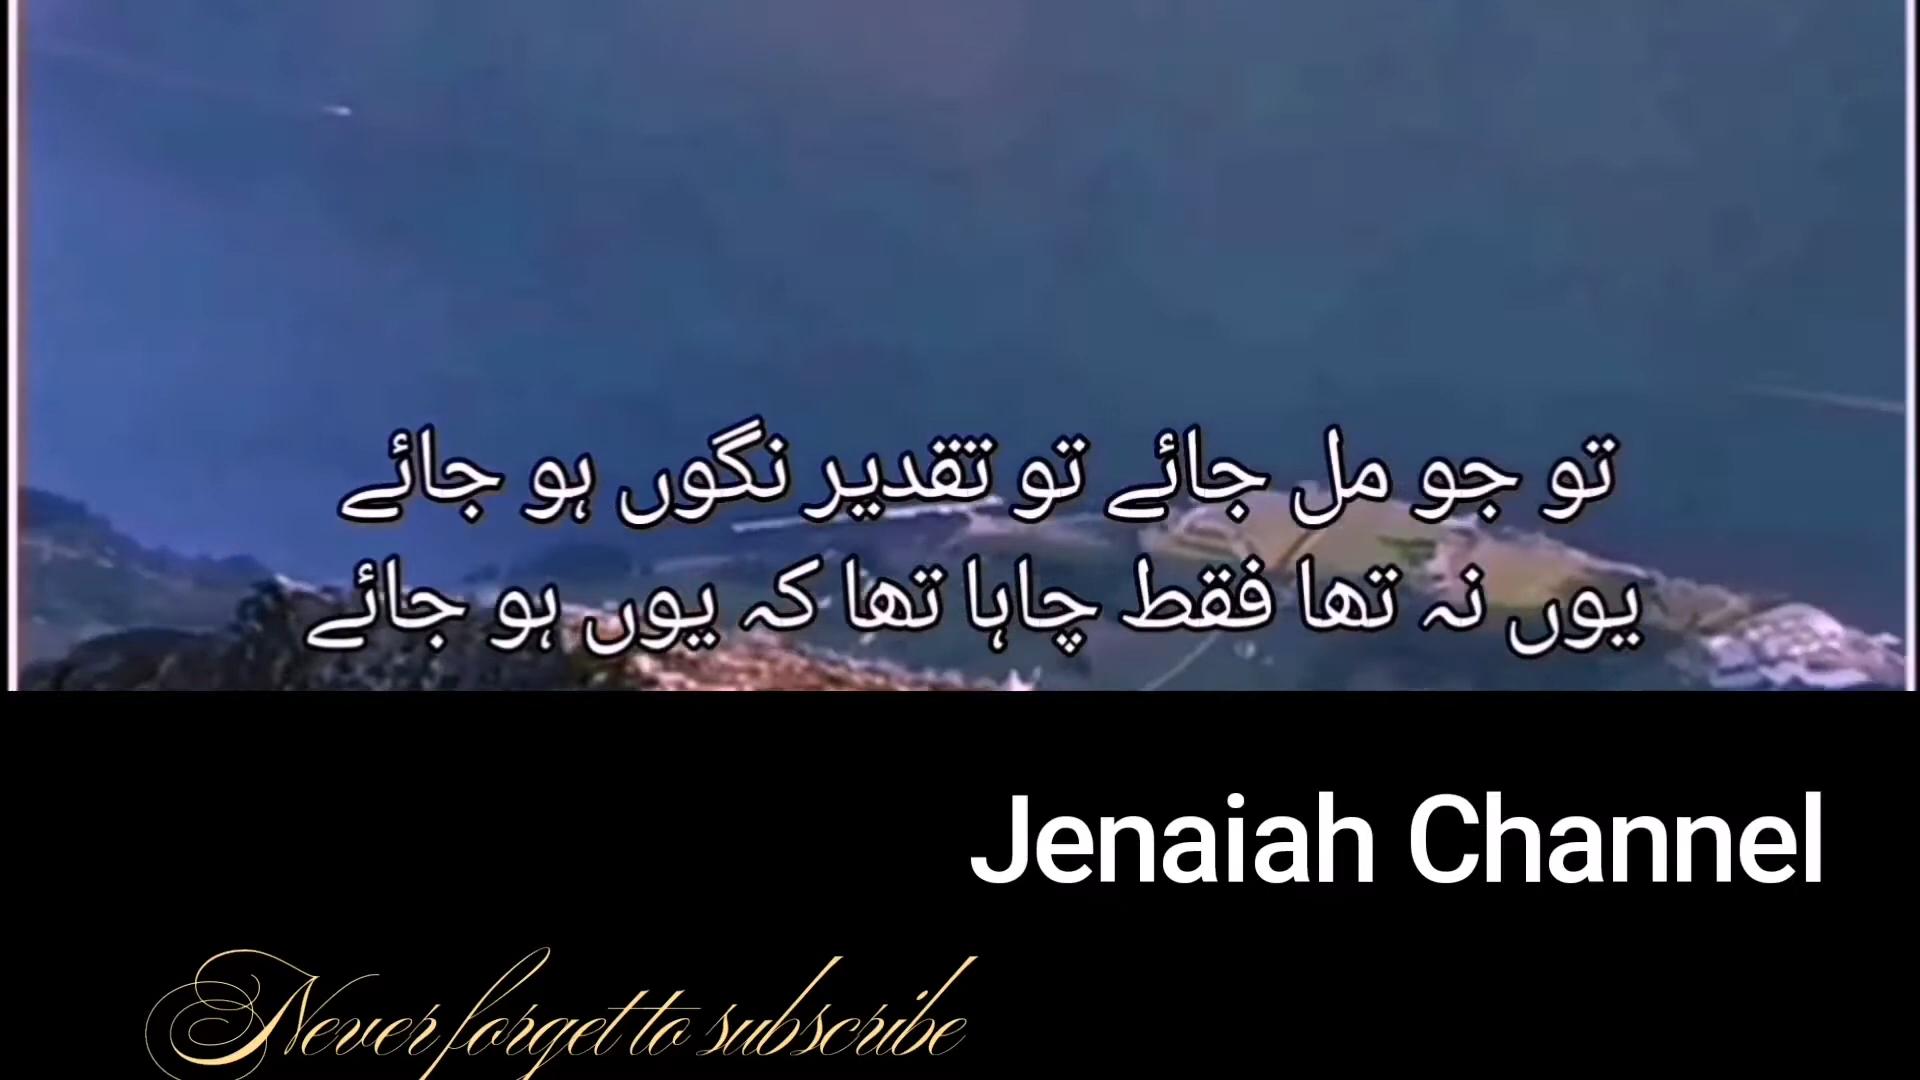 تو جو مل جائے تو تقدیر نگوں ہو جائے
یوں نہ تھا فقط چاہا تھا کہ یوں ہو جائے
Jenaiah Channel
Never forget to subscribe